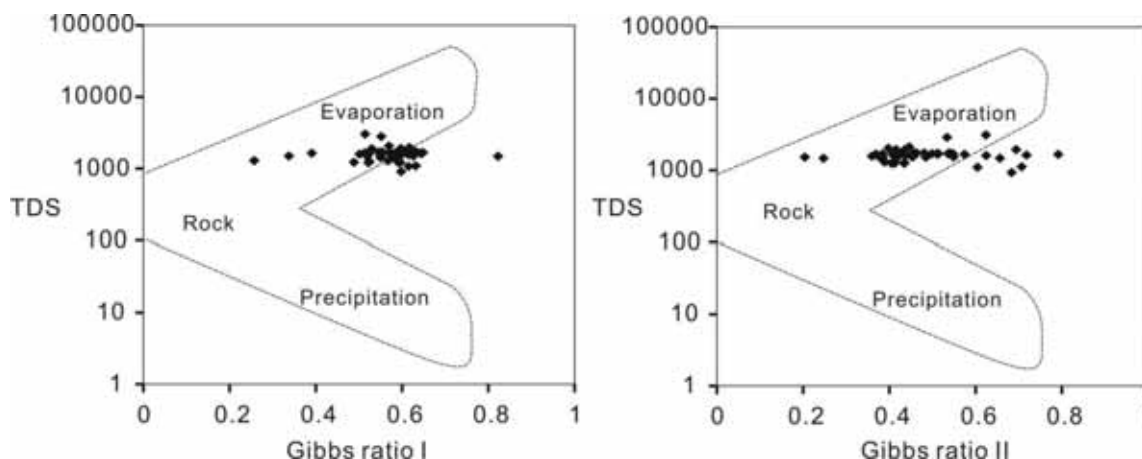 100000
10000
1000
100
10
1
TDS
Evaporation
Rock
Precipitation
0 0.2 0.4 0.6 0.8 1
Gibbs ratio I
100000
10000
1000
100
10
1
TDS
Evaporation
Rock
Precipitation
0 0.2 0.4 0.6 0.8
Gibbs ratio II